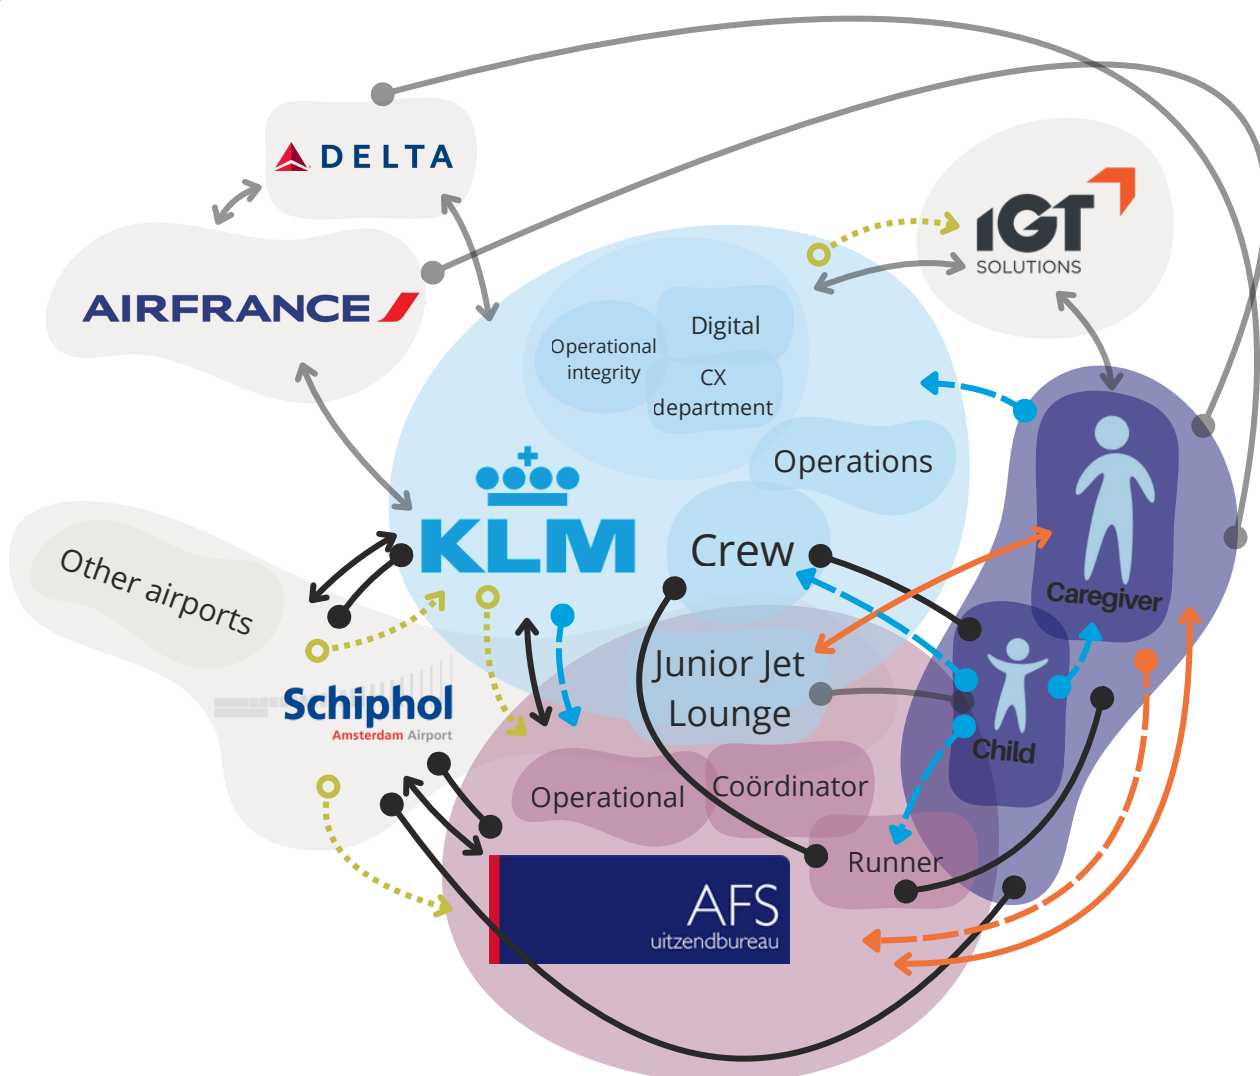 DELTA
AIRFRANCE
IGT
SOLUTIONS
Operational
integrity
Digital
CX
department
Operations
KLM
Crew
Other airports
Caregiver
Junior Jet
Lounge
Schiphol
Amsterdam Airport
Child
Operational
Coördinator
Runner
AFS
uitzendbureau